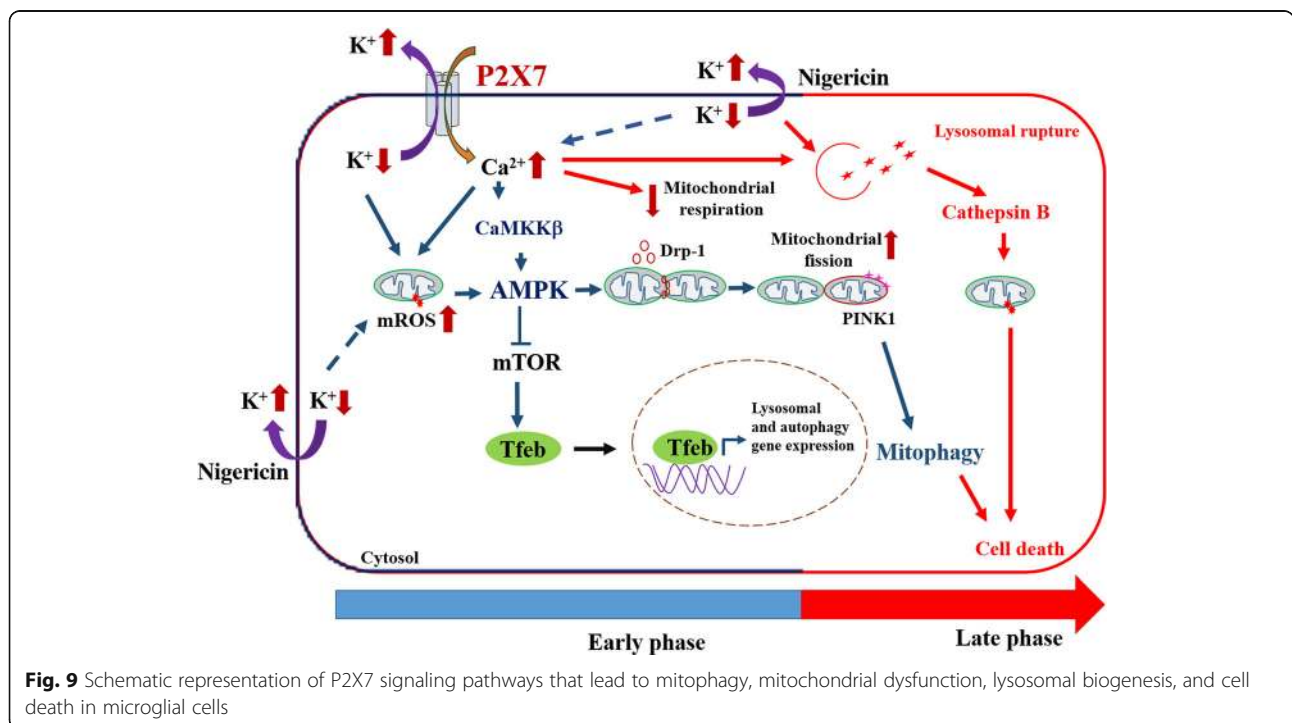 K⁺
P2X7
K⁺
Nigericin
K⁺
K⁺
Ca²⁺
Lysosomal rupture
Mitochondrial
respiration
Cathepsin B
CaMKKβ
Drp-1
Mitochondrial
fission
AMPK
mROS
PINK1
mTOR
K⁺
K⁺
Nigericin
Tfeb
Tfeb
Lysosomal
and autophagy
gene expression
Mitophagy
Cell death
Cytosol
Early phase
Late phase
Fig. 9 Schematic representation of P2X7 signaling pathways that lead to mitophagy, mitochondrial dysfunction, lysosomal biogenesis, and cell
death in microglial cells